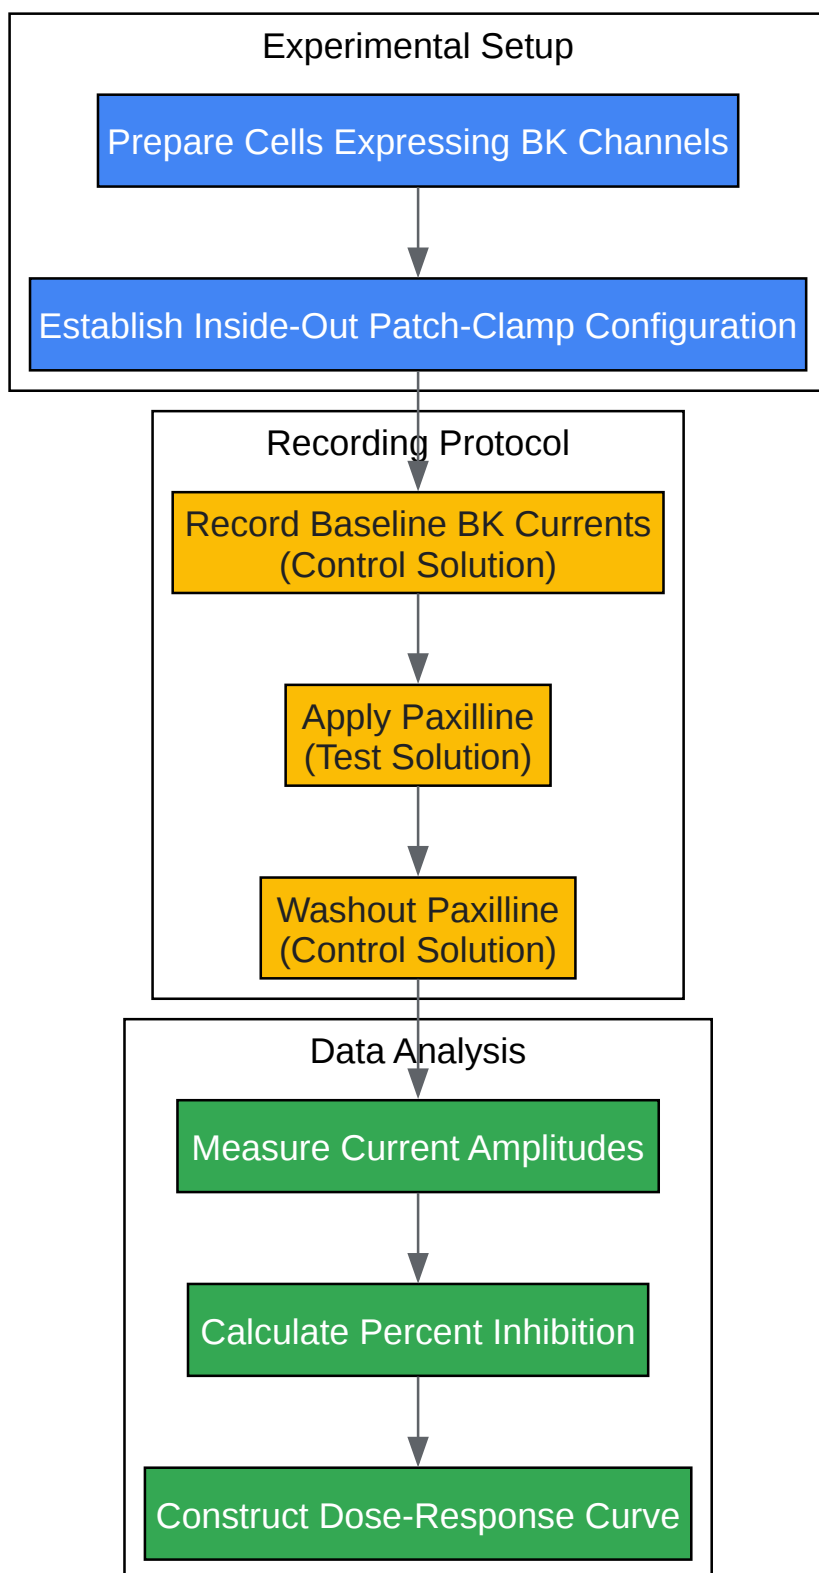 Experimental Setup
Prepare Cells Expressing BK Channels
Establish Inside-Out Patch-Clamp Configuration
Recording Protocol
Record Baseline BK Currents
(Control Solution)
Apply Paxilline
(Test Solution)
Washout Paxilline
(Control Solution)
Data Analysis
Measure Current Amplitudes
Calculate Percent Inhibition
Construct Dose-Response Curve